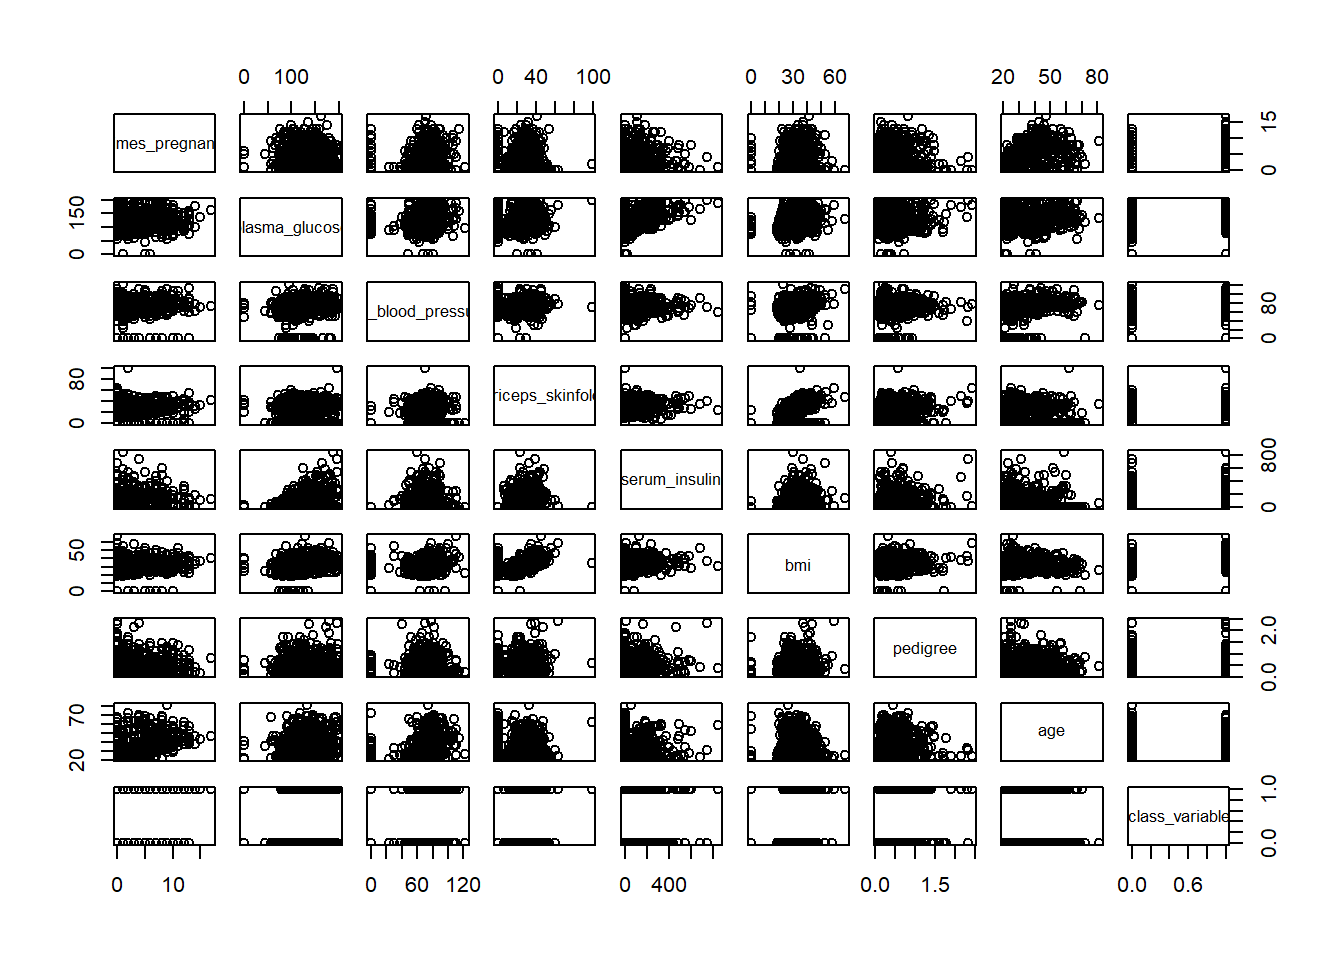 0 100 0 40 100 0 30 60 20 50 80
mes_pregnan 0 15
0 150 lasma_glucos
_blood_pressu 0 80
0 80 riceps_skinfol
serum_insulin 0 800
0 50 bmi
pedigree 0.0 2.0
20 70 age
class_variable 0.0 1.0
0 10 0 60 120 0 400 0.0 1.5 0.0 0.6